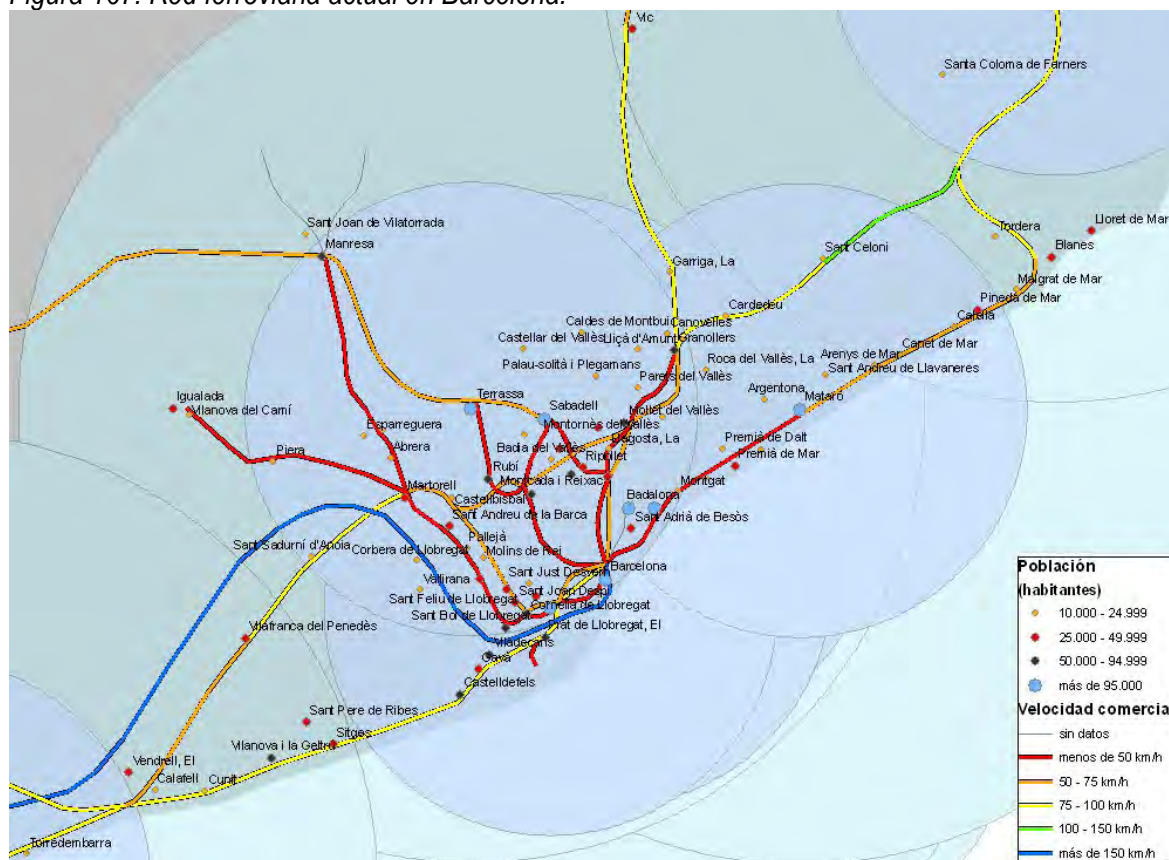 Figura 107. Red ferroviaria actual en Barcelona.
Vic
Santa Coloma de Farners
Sant Joan de Vilatorrada
Manresa
Lloret de Mar
Tordera
Blanes
Sant Celoni
Garriga, La
Malgrat de Mar
Pineda de Mar
Cardedeu
Calella
Caldes de Montbui
Canovelles
Castellar del Vallès
Lliçà d'Amunt
Granollers
Canet de Mar
Roca del Vallès, La
Arenys de Mar
Palau-solità i Plegamans
Sant Andreu de Llavaneres
Parets del Vallès
Argentona
Terrassa
Mataró
Igualada
Sabadell
Vilanova del Camí
Mollet del Vallès
Montornès del Vallès
Esparreguera
Llagosta, La
Badia del Vallès
Premià de Dalt
Abrera
Premià de Mar
Piera
Ripollet
Rubí
Montcada i Reixac
Montgat
Martorell
Castellbisbal
Badalona
Sant Andreu de la Barca
Sant Adrià de Besòs
Pallejà
Sant Sadurní d'Anoia
Corbera de Llobregat
Molins de Rei
Barcelona
Vallirana
Sant Just Desvern
Sant Feliu de Llobregat
Sant Joan Despí
Cornellà de Llobregat
Sant Boi de Llobregat
Vilafranca del Penedès
Prat de Llobregat, El
Viladecans
Gavà
Castelldefels
Sant Pere de Ribes
Sitges
Vilanova i la Geltrú
Vendrell, El
Calafell
Cunit
Torredembarra
Población
(habitantes)
10.000 - 24.999
25.000 - 49.999
50.000 - 94.999
más de 95.000
Velocidad comercia
sin datos
menos de 50 km/h
50 - 75 km/h
75 - 100 km/h
100 - 150 km/h
más de 150 km/h